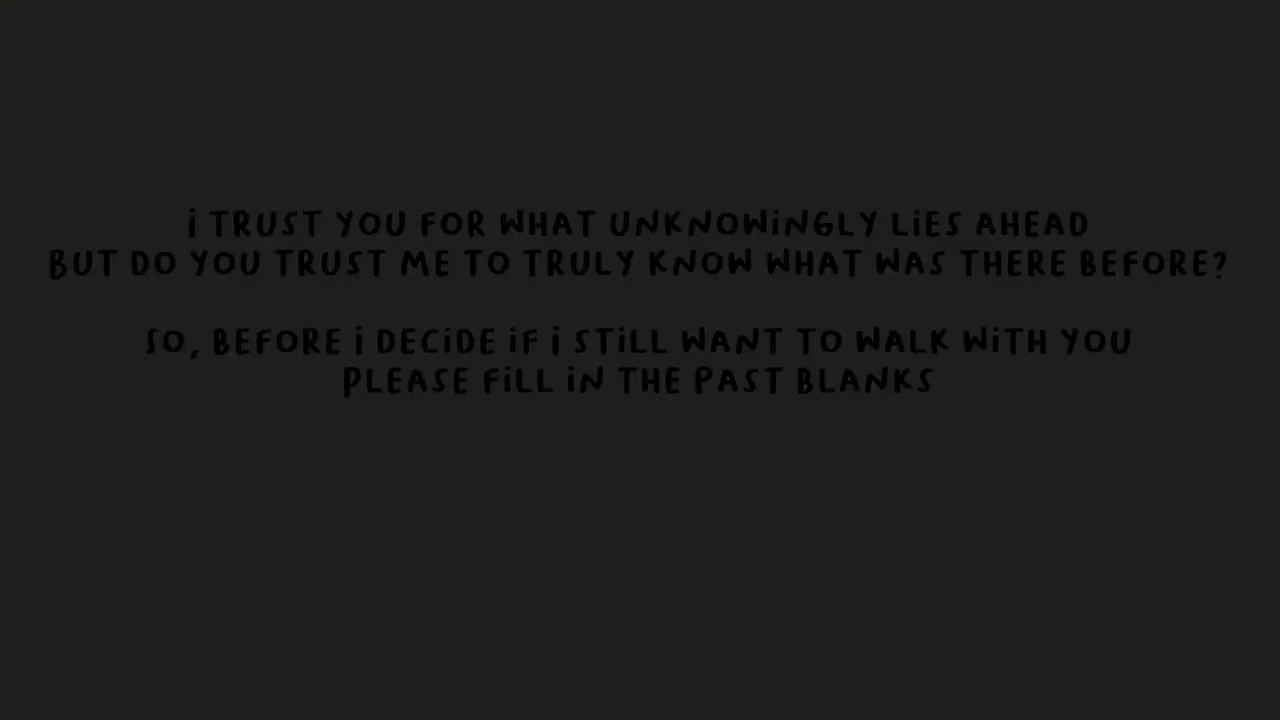 i TRUST YOU FOR WHAT UNKNOWiNGLY LiES AHEAD
BUT DO YOU TRUST ME TO TRULY KNOW WHAT WAS THERE BEFORE?
SO, BEFORE i DECiDE iF i STiLL WANT TO WALK WiTH YOU
PLEASE FiLL iN THE PAST BLANKS